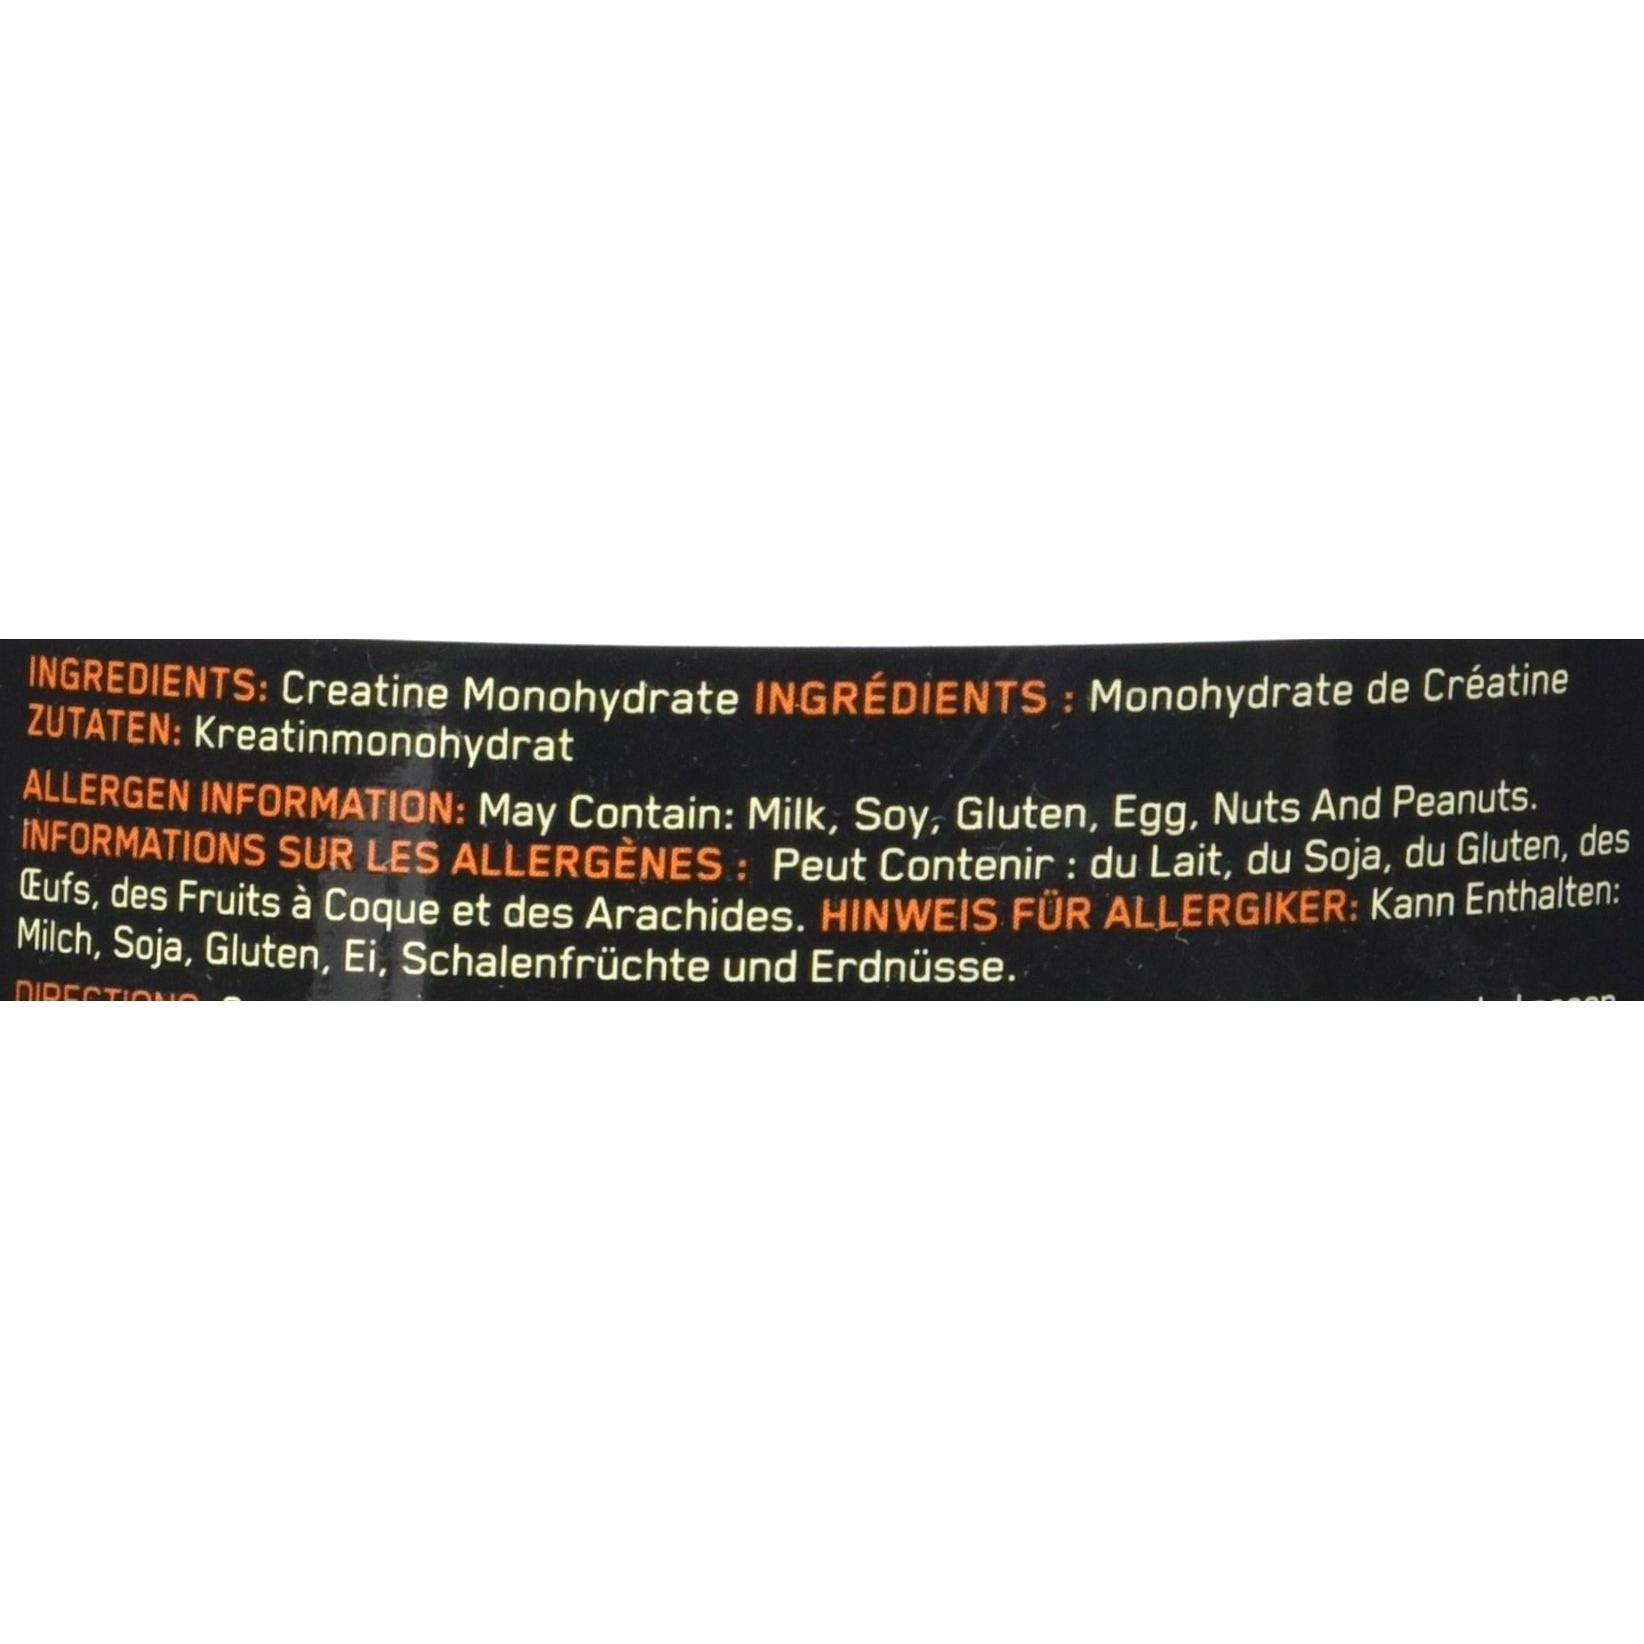 INGREDIENTS: Creatine Monohydrate INGRÉDIENTS : Monohydrate de Créatine
ZUTATEN: Kreatinmonohydrat
ALLERGEN INFORMATION: May Contain: Milk, Soy, Gluten, Egg, Nuts And Peanuts.
INFORMATIONS SUR LES ALLERGÈNES : Peut Contenir : du Lait, du Soja, du Gluten, des
Œufs, des Fruits à Coque et des Arachides. HINWEIS FÜR ALLERGIKER: Kann Enthalten:
Milch, Soja, Gluten, Ei, Schalenfrüchte und Erdnüsse.
DIRECTIONS